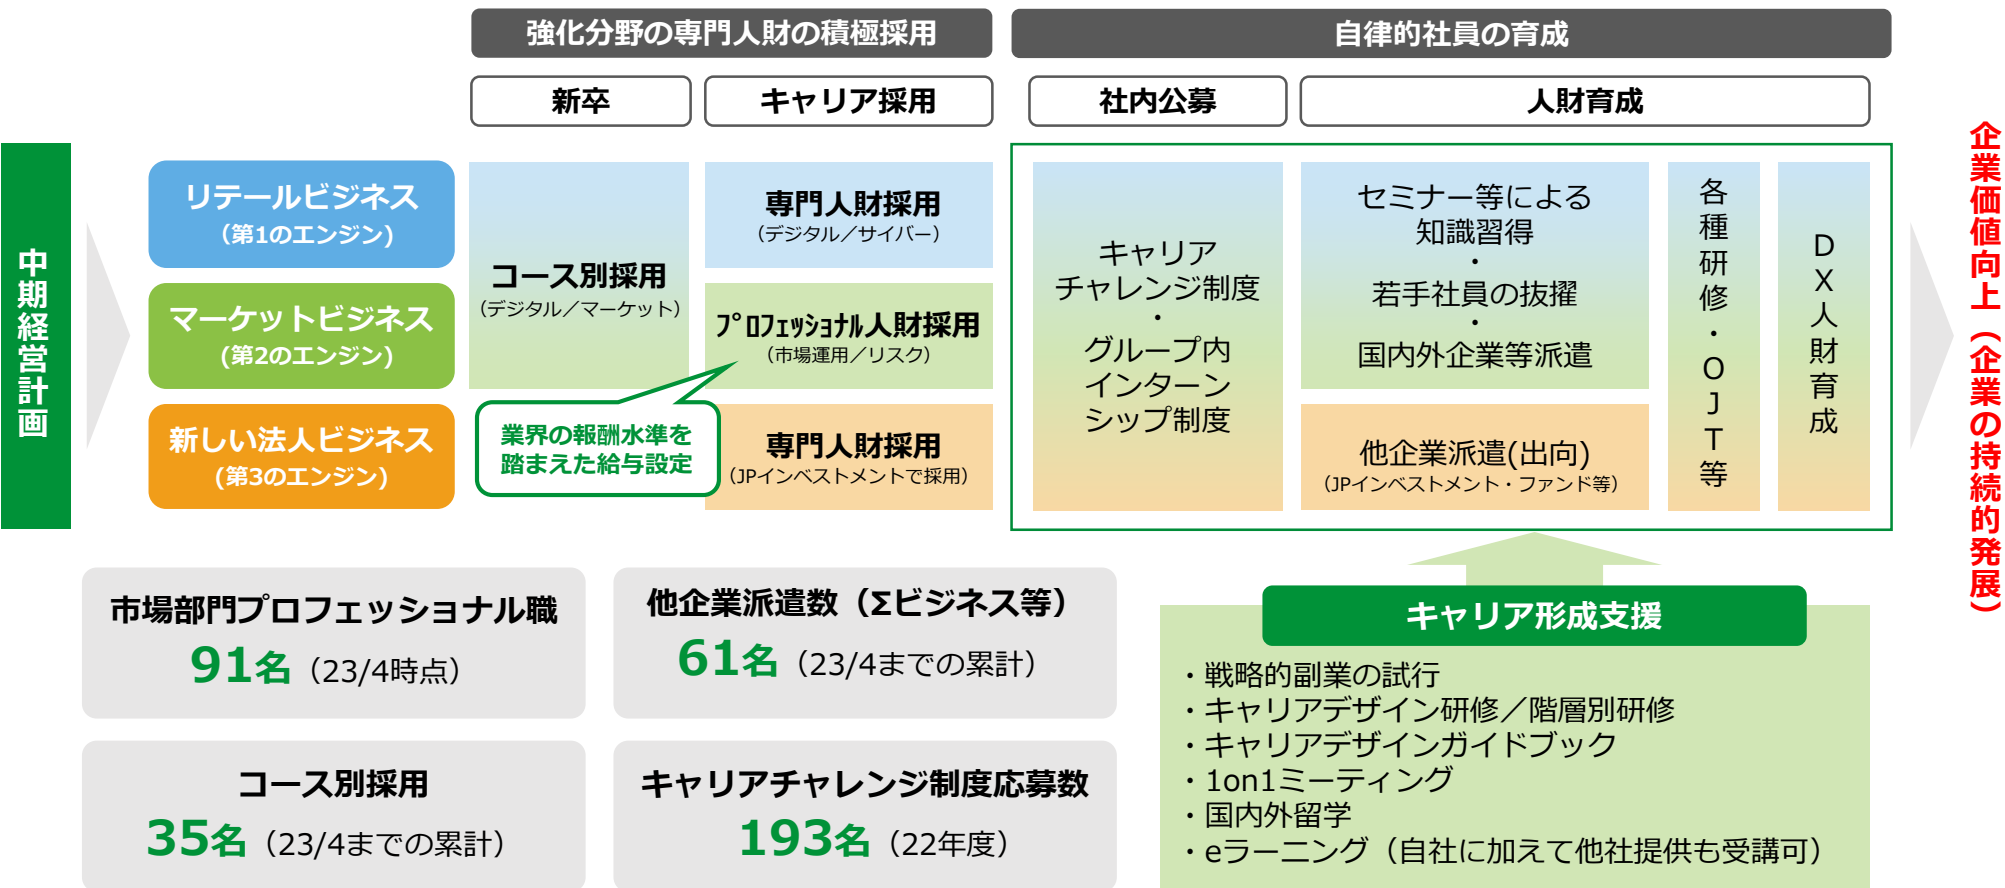 強化分野の専門人財の積極採用
自律的社員の育成
新卒
キャリア採用
社内公募
人財育成
中期経営計画
リテールビジネス
（第1のエンジン)
マーケットビジネス
(第2のエンジン)
新しい法人ビジネス
(第3のエンジン)
コース別採用
（デジタル／マーケット）
専門人財採用
（デジタル／サイバー）
ﾌﾟﾛﾌｪｯｼｮﾅﾙ人財採用
（市場運用／リスク）
業界の報酬水準を
踏まえた給与設定
専門人財採用
（JPインベストメントで採用）
キャリア
チャレンジ制度
・
グループ内
インターン
シップ制度
セミナー等による
知識習得
・
若手社員の抜擢
・
国内外企業等派遣
他企業派遣(出向)
（JPインベストメント・ファンド等）
各種研修・OJT等
DX人財育成
企業価値向上（企業の持続的発展）
市場部門プロフェッショナル職
91名（23/4時点）
他企業派遣数（Σビジネス等）
61名（23/4までの累計）
コース別採用
35名（23/4までの累計）
キャリアチャレンジ制度応募数
193名（22年度）
キャリア形成支援
・戦略的副業の試行
・キャリアデザイン研修／階層別研修
・キャリアデザインガイドブック
・1on1ミーティング
・国内外留学
・eラーニング（自社に加えて他社提供も受講可）